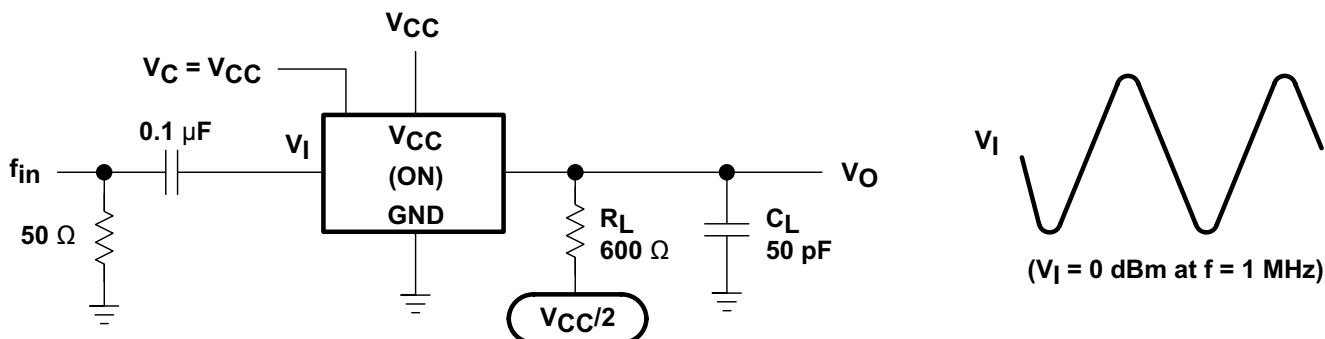 VCC
VC = VCC
0.1 µF
VI
VCC
(ON)
GND
fin
50 Ω
VO
RL
600 Ω
CL
50 pF
VCC/2
VI
(VI = 0 dBm at f = 1 MHz)